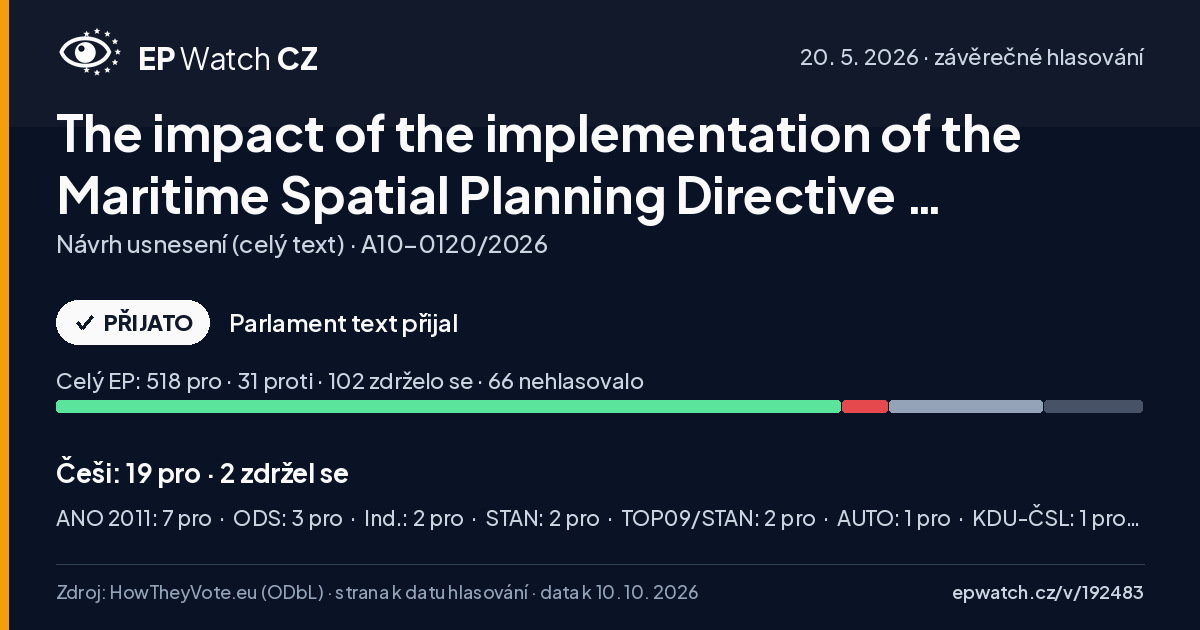 EP Watch CZ
20. 5. 2026 · závěrečné hlasování
The impact of the implementation of the
Maritime Spatial Planning Directive ...
Návrh usnesení (celý text) · A10-0120/2026
✓ PŘIJATO
Parlament text přijal
Celý EP: 518 pro · 31 proti · 102 zdrželo se · 66 nehlasovalo
Češi: 19 pro · 2 zdržel se
ANO 2011: 7 pro · ODS: 3 pro · Ind.: 2 pro · STAN: 2 pro · TOP09/STAN: 2 pro · AUTO: 1 pro · KDU-ČSL: 1 pro...
Zdroj: HowTheyVote.eu (ODbL) · strana k datu hlasování · data k 10. 10. 2026
epwatch.cz/v/192483